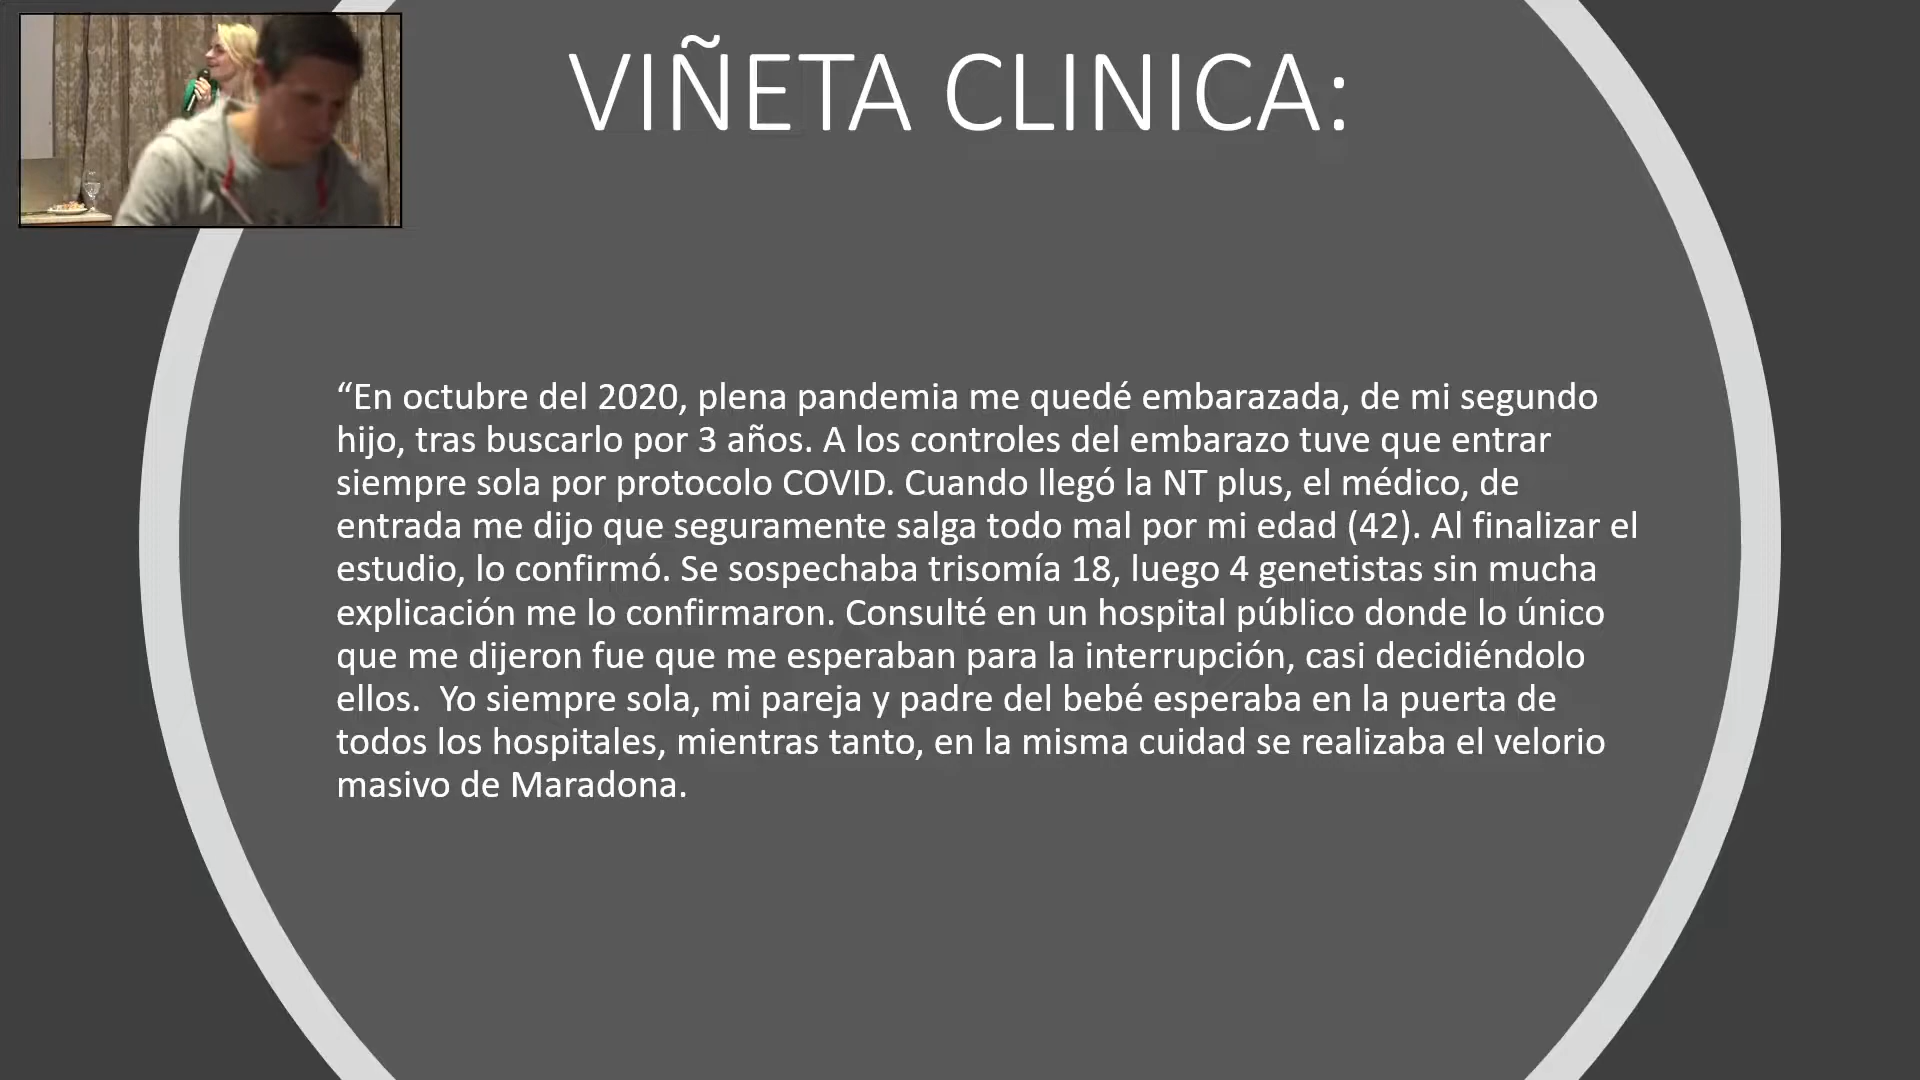 VIÑETA CLINICA:
“En octubre del 2020, plena pandemia me quedé embarazada, de mi segundo
hijo, tras buscarlo por 3 años. A los controles del embarazo tuve que entrar
siempre sola por protocolo COVID. Cuando llegó la NT plus, el médico, de
entrada me dijo que seguramente salga todo mal por mi edad (42). Al finalizar el
estudio, lo confirmó. Se sospechaba trisomía 18, luego 4 genetistas sin mucha
explicación me lo confirmaron. Consulté en un hospital público donde lo único
que me dijeron fue que me esperaban para la interrupción, casi decidiéndolo
ellos.  Yo siempre sola, mi pareja y padre del bebé esperaba en la puerta de
todos los hospitales, mientras tanto, en la misma cuidad se realizaba el velorio
masivo de Maradona.